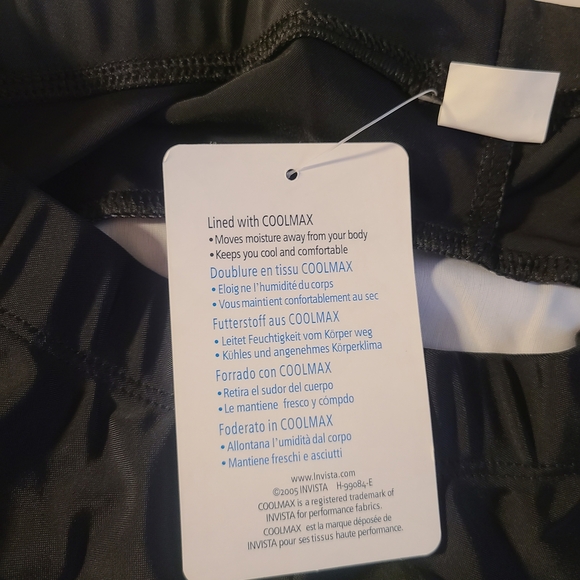 Lined with COOLMAX
• Moves moisture away from your body
• Keeps you cool and comfortable
Doublure en tissu COOLMAX
• Eloigne l'humidité du corps
• Vous maintient confortablement au sec
Futterstoff aus COOLMAX
• Leitet Feuchtigkeit vom Körper weg
• Kühles und angenehmes Körperklima
Forrado con COOLMAX
• Retira el sudor del cuerpo
• Le mantiene fresco y cómpdo
Foderato in COOLMAX
• Allontana l'umidità dal corpo
• Mantiene freschi e asciutti
www.Invista.com
©2005 INVISTA H-99084-E
COOLMAX is a registered trademark of
INVISTA for performance fabrics.
COOLMAX est la marque déposée de
INVISTA pour ses tissus haute performance.